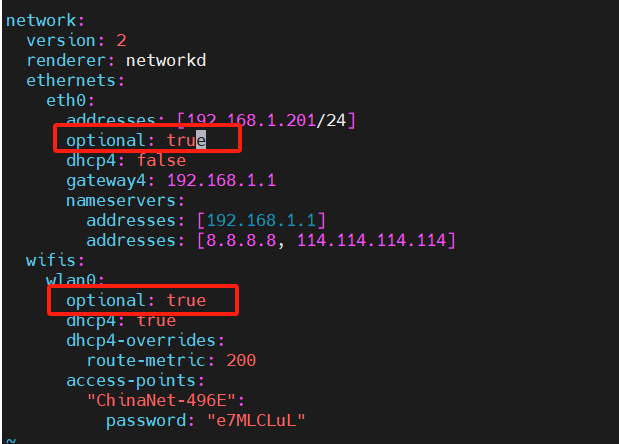 network:
  version: 2
  renderer: networkd
  ethernets:
    eth0:
      addresses: [192.168.1.201/24]
      optional: true
      dhcp4: false
      gateway4: 192.168.1.1
      nameservers:
        addresses: [192.168.1.1]
        addresses: [8.8.8.8, 114.114.114.114]
  wifis:
    wlan0:
      optional: true
      dhcp4: true
      dhcp4-overrides:
        route-metric: 200
      access-points:
        "ChinaNet-496E":
          password: "e7MLCLuL"
~